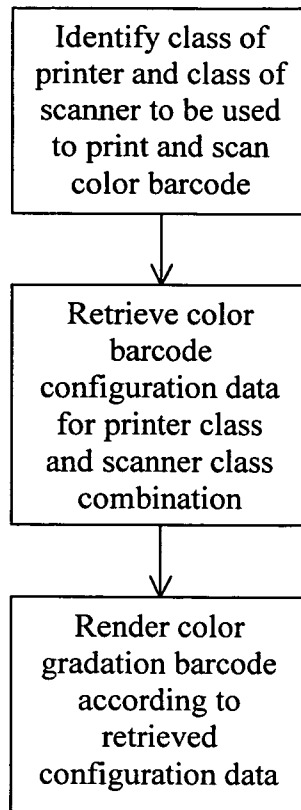 Identify class of
printer and class of
scanner to be used
to print and scan
color barcode
Retrieve color
barcode
configuration data
for printer class
and scanner class
combination
Render color
gradation barcode
according to
retrieved
configuration data